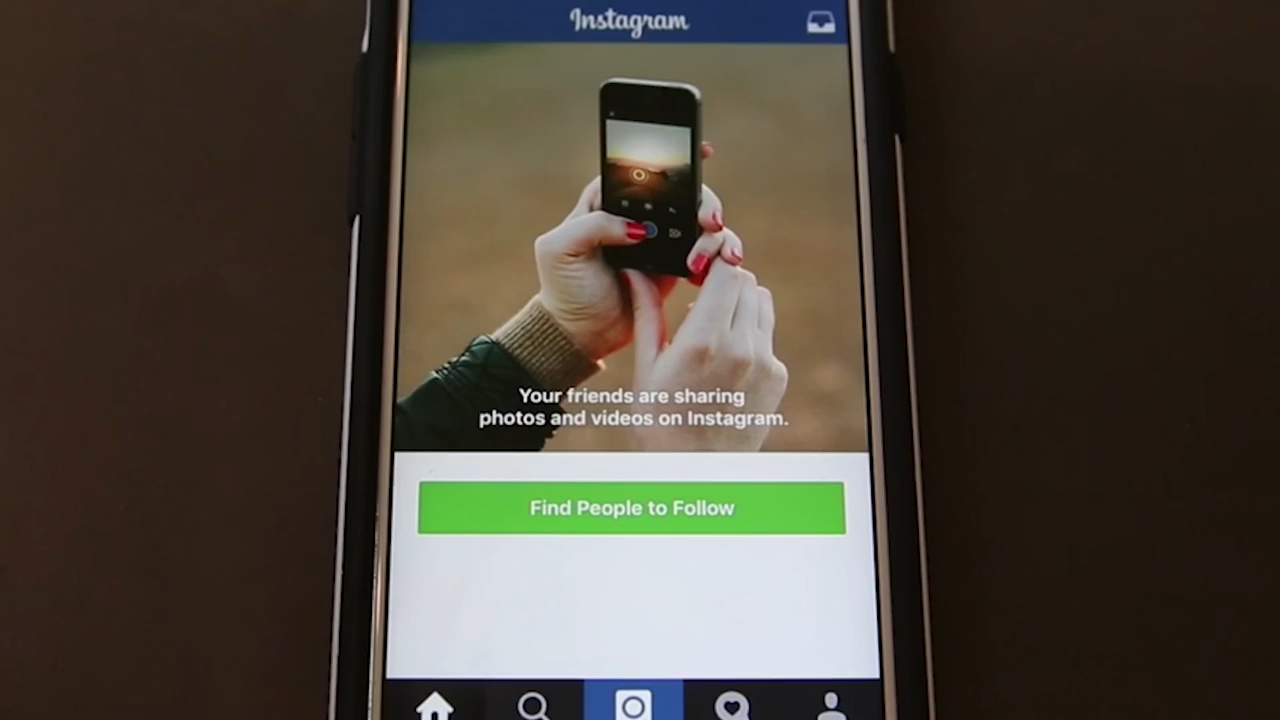 Instagram
Your friends are sharing
photos and videos on Instagram.
Find People to Follow